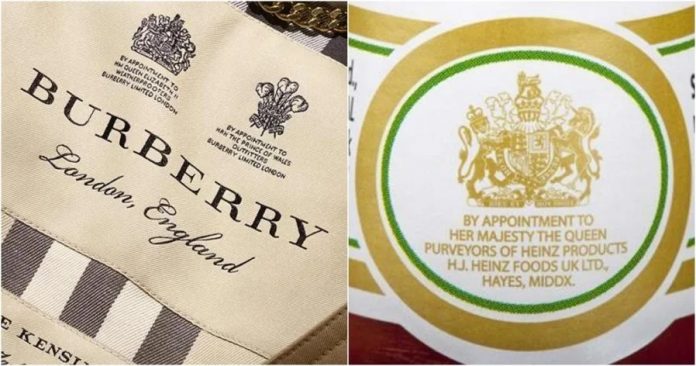 BY APPOINTMENT TO
HM QUEEN ELIZABETH II
WEATHERPROOFERS
BURBERRY LIMITED LONDON
BY APPOINTMENT TO
HRH THE PRINCE OF WALES
OUTFITTERS
BURBERRY LIMITED LONDON
BURBERRY
London, England
KENSI
BY APPOINTMENT TO
HER MAJESTY THE QUEEN
PURVEYORS OF HEINZ PRODUCTS
H.J. HEINZ FOODS UK LTD.,
HAYES, MIDDX.